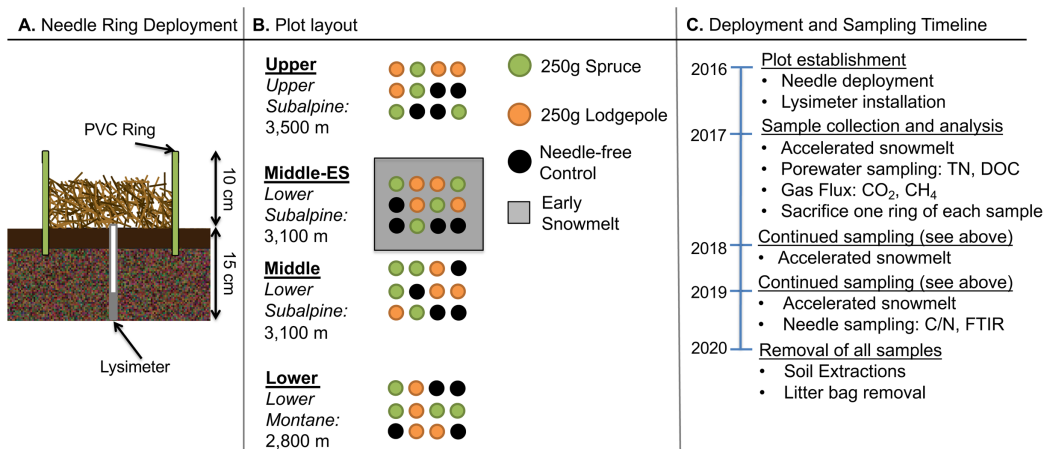 A. Needle Ring Deployment
PVC Ring
10 cm
15 cm
Lysimeter
B. Plot layout
Upper
Upper
Subalpine:
3,500 m
Middle-ES
Lower
Subalpine:
3,100 m
Middle
Lower
Subalpine:
3,100 m
Lower
Lower
Montane:
2,800 m
250g Spruce
250g Lodgepole
Needle-free
Control
Early
Snowmelt
C. Deployment and Sampling Timeline
2016
Plot establishment
• Needle deployment
• Lysimeter installation
2017
Sample collection and analysis
• Accelerated snowmelt
• Porewater sampling: TN, DOC
• Gas Flux: CO₂, CH₄
• Sacrifice one ring of each sample
2018
Continued sampling (see above)
• Accelerated snowmelt
2019
Continued sampling (see above)
• Accelerated snowmelt
• Needle sampling: C/N, FTIR
2020
Removal of all samples
• Soil Extractions
• Litter bag removal